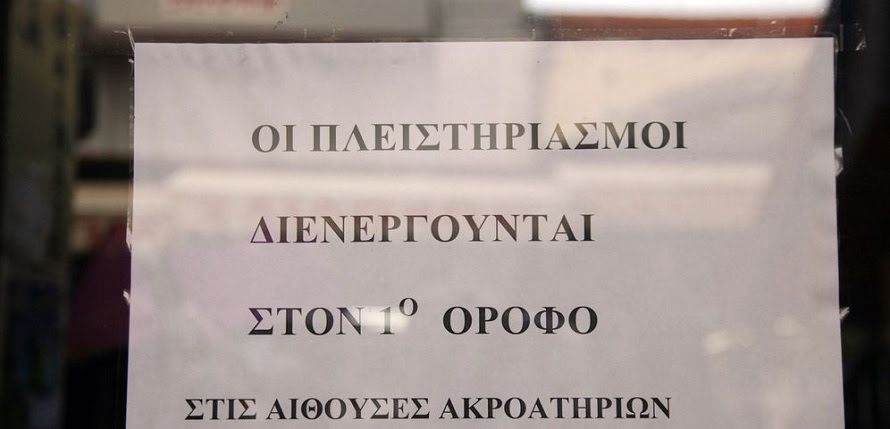 ΟΙ ΠΛΕΙΣΤΗΡΙΑΣΜΟΙ
ΔΙΕΝΕΡΓΟΥΝΤΑΙ
ΣΤΟΝ 1Ο ΟΡΟΦΟ
ΣΤΙΣ ΑΙΘΟΥΣΕΣ ΑΚΡΟΑΤΗΡΙΩΝ